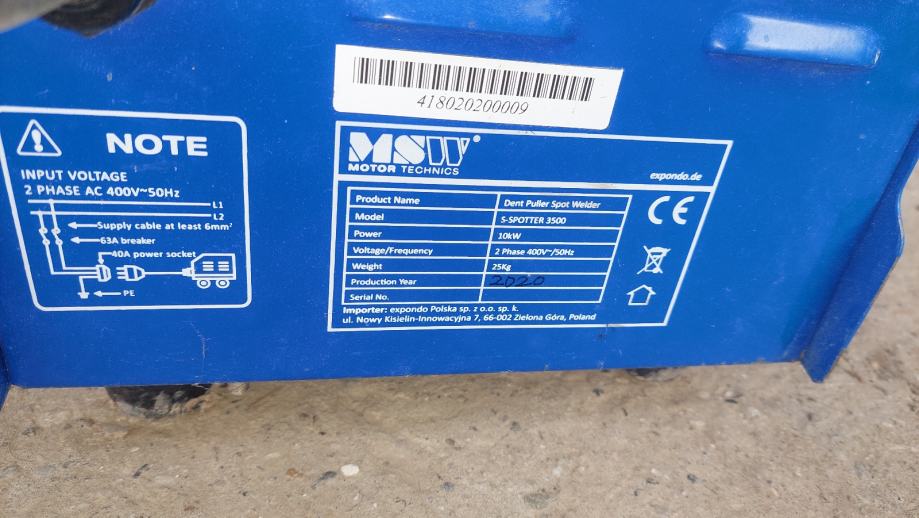 418020200009
NOTE
INPUT VOLTAGE
2 PHASE AC 400V~50Hz
L1
L2
Supply cable at least 6mm²
63A breaker
40A power socket
PE
MSW®
MOTOR TECHNICS
expondo.de
Product Name Dent Puller Spot Welder
Model S-SPOTTER 3500
Power 10kW
Voltage/Frequency 2 Phase 400V~/50Hz
Weight 25Kg
Production Year 2020
Serial No.
CE
Importer: expondo Polska sp. z o.o. sp. k.
ul. Nowy Kisielin-Innowacyjna 7, 66-002 Zielona Góra, Poland